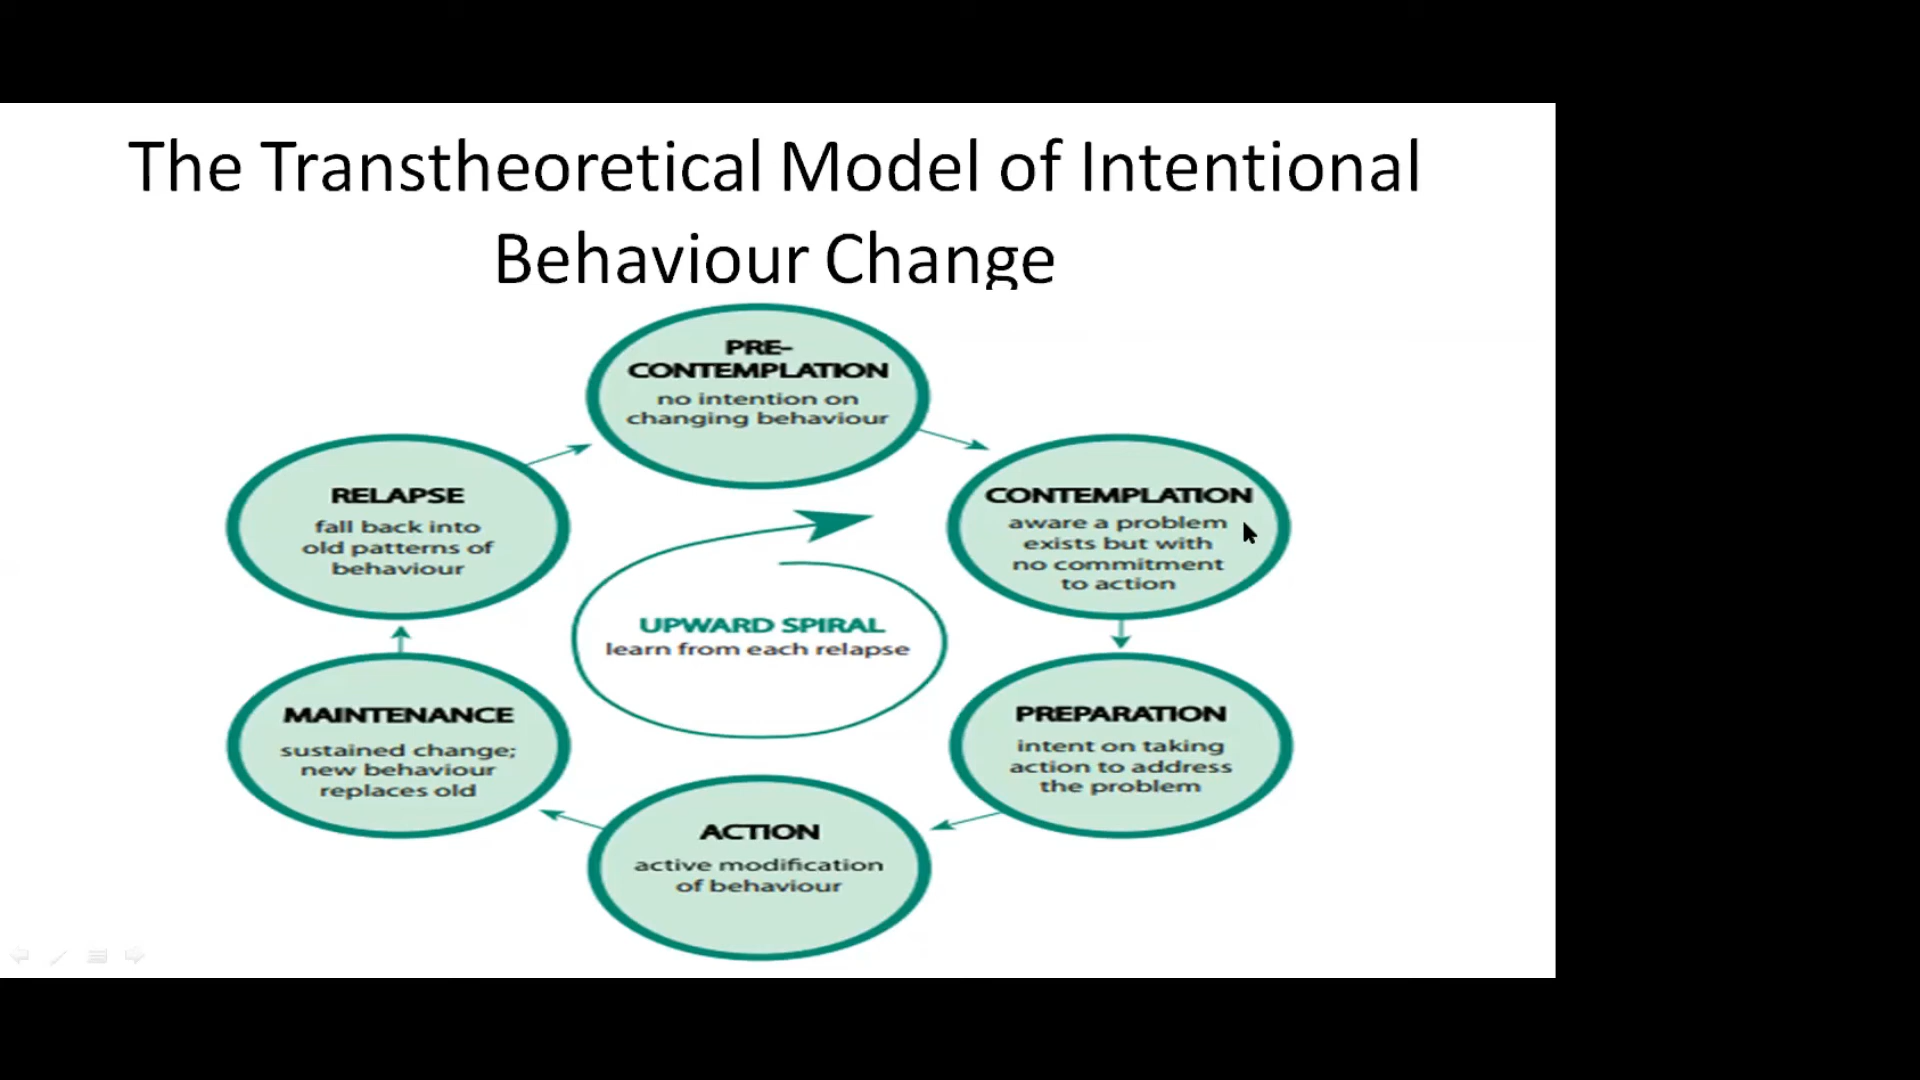 The Transtheoretical Model of Intentional
Behaviour Change
PRE-
CONTEMPLATION
no intention on
changing behaviour
CONTEMPLATION
aware a problem
exists but with
no commitment
to action
PREPARATION
intent on taking
action to address
the problem
ACTION
active modification
of behaviour
MAINTENANCE
sustained change;
new behaviour
replaces old
RELAPSE
fall back into
old patterns of
behaviour
UPWARD SPIRAL
learn from each relapse